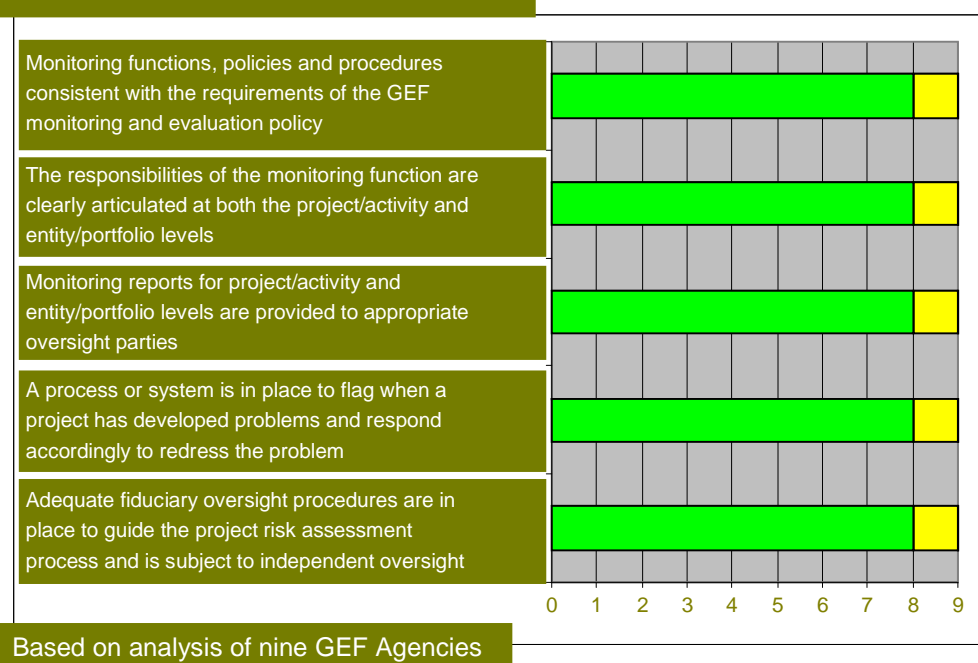 Monitoring functions, policies and procedures
consistent with the requirements of the GEF
monitoring and evaluation policy
The responsibilities of the monitoring function are
clearly articulated at both the project/activity and
entity/portfolio levels
Monitoring reports for project/activity and
entity/portfolio levels are provided to appropriate
oversight parties
A process or system is in place to flag when a
project has developed problems and respond
accordingly to redress the problem
Adequate fiduciary oversight procedures are in
place to guide the project risk assessment
process and is subject to independent oversight
0 1 2 3 4 5 6 7 8 9
Based on analysis of nine GEF Agencies